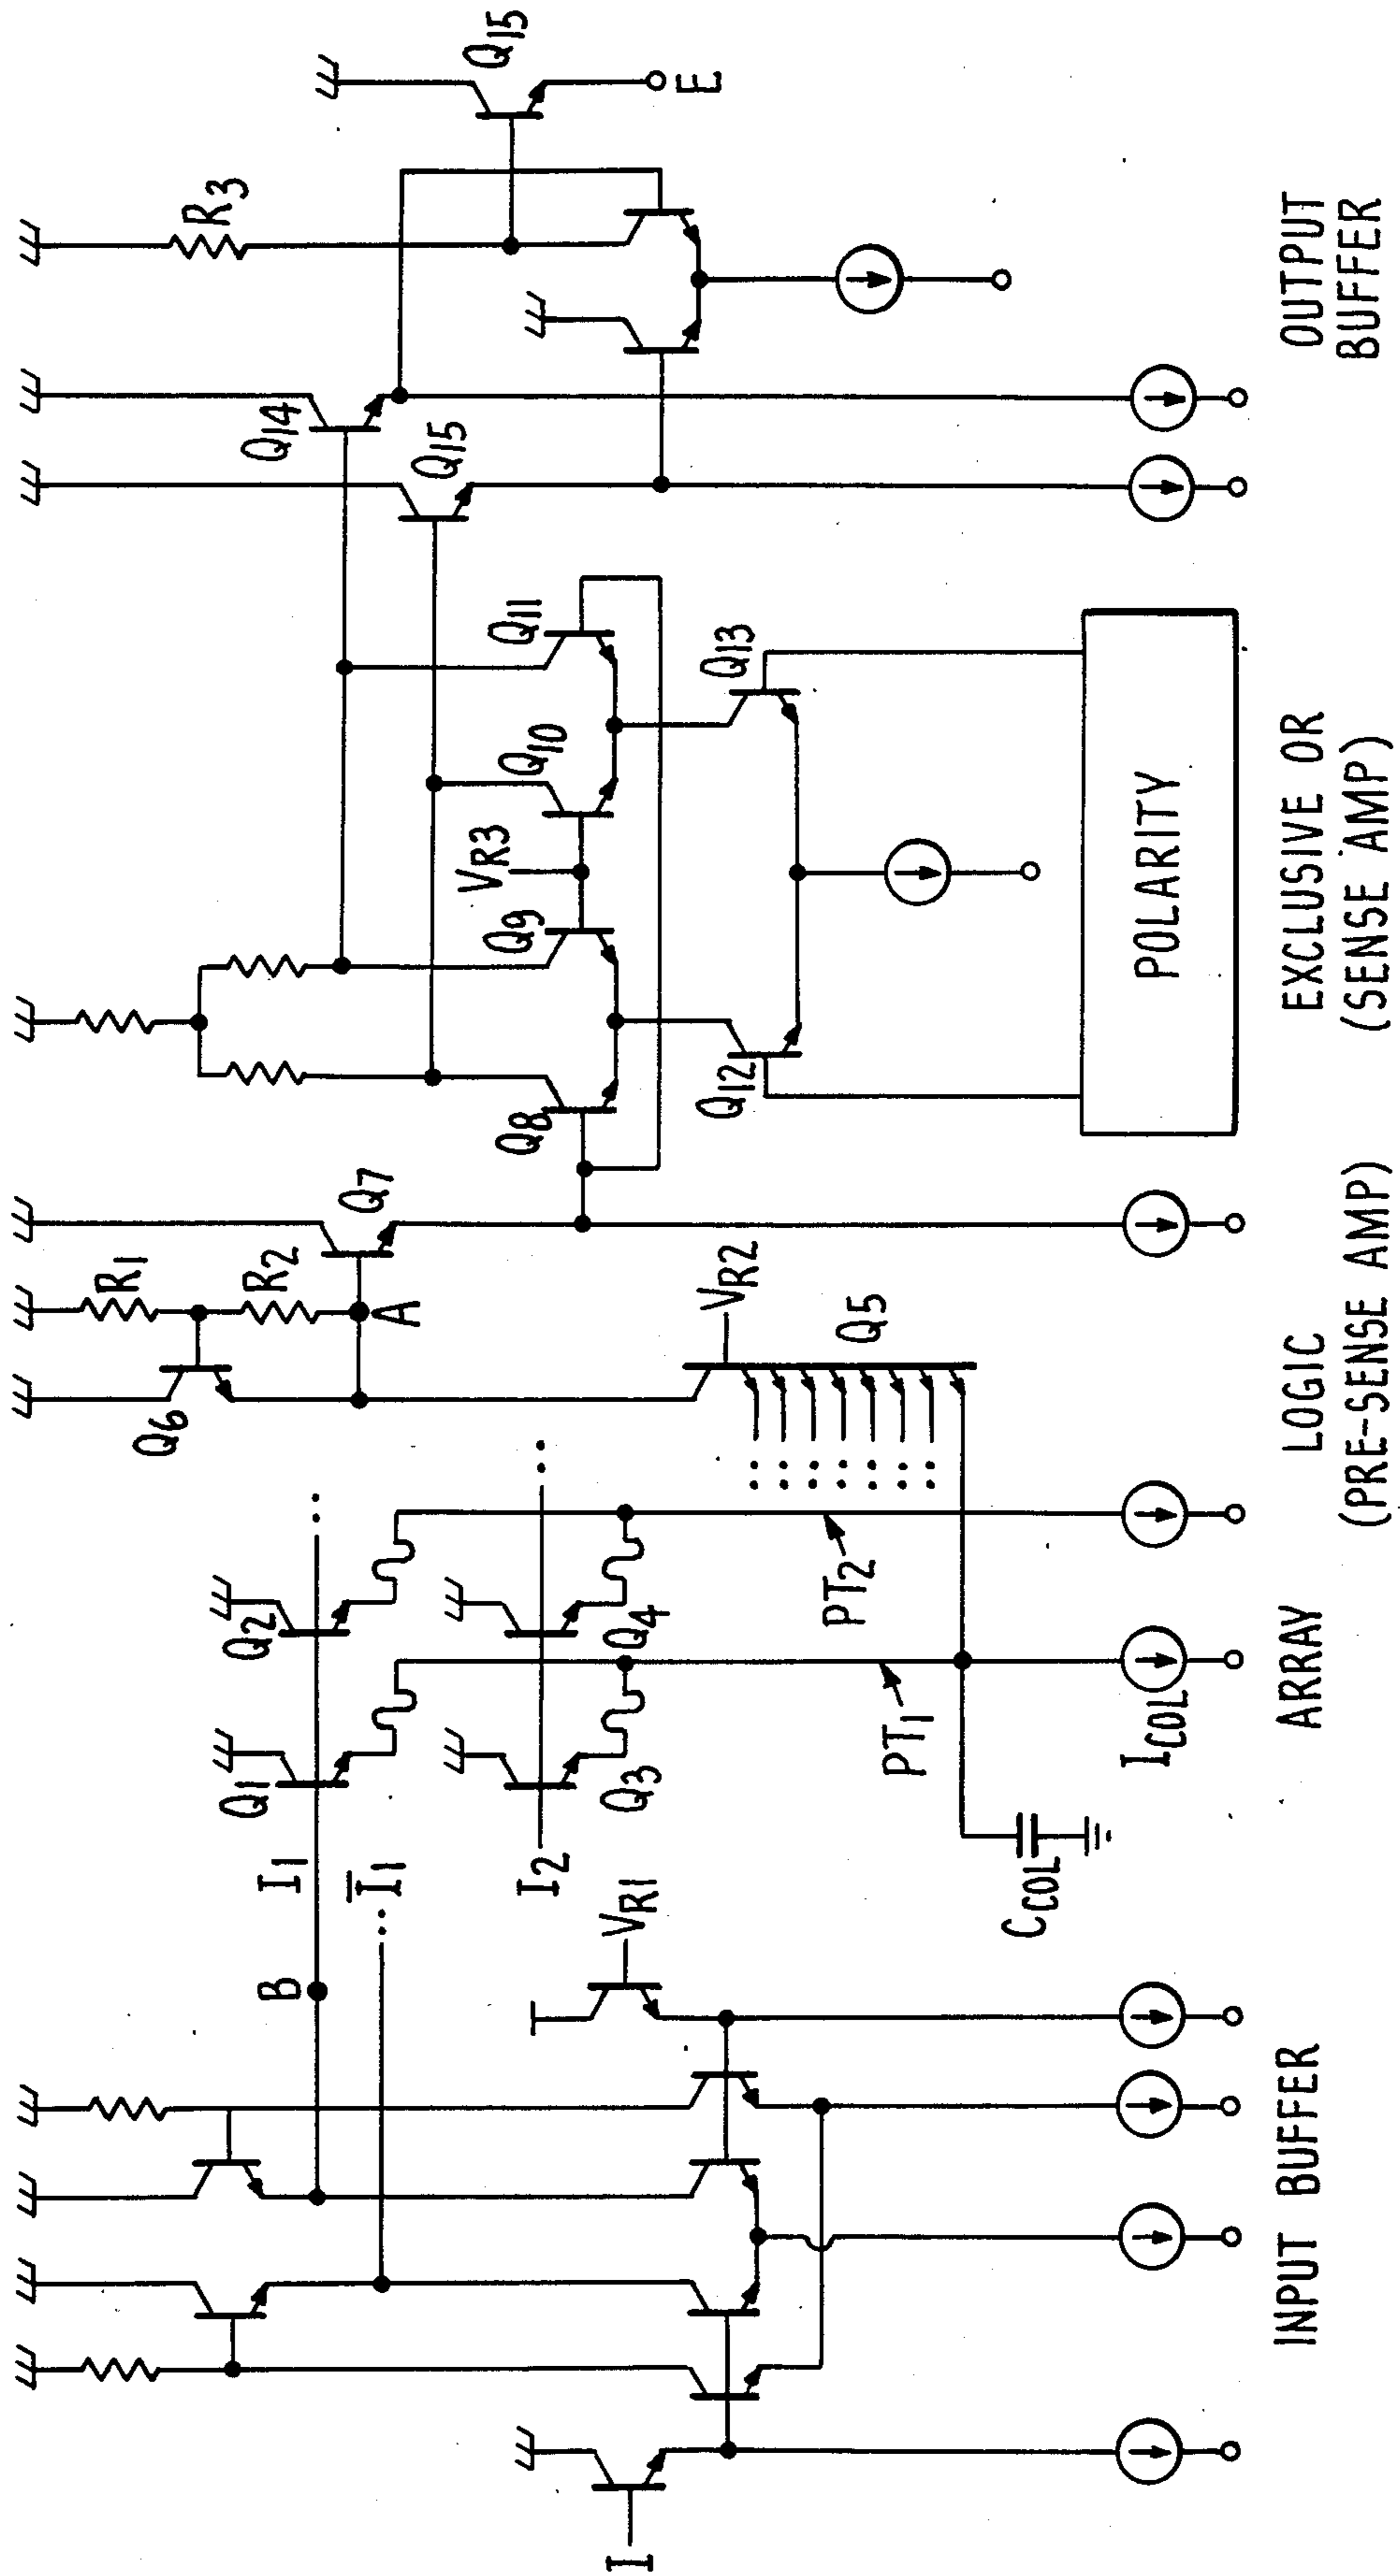 I
B
I1
I̅1
I2
VR1
CCOL
ICOL
Q1
Q2
Q3
Q4
PT1
PT2
Q6
R1
R2
A
Q7
VR2
Q5
Q8
Q9
VR3
Q10
Q11
Q12
Q13
POLARITY
Q14
Q15
R3
Q15
E
INPUT BUFFER
ARRAY
LOGIC
(PRE-SENSE AMP)
EXCLUSIVE OR
(SENSE AMP)
OUTPUT
BUFFER